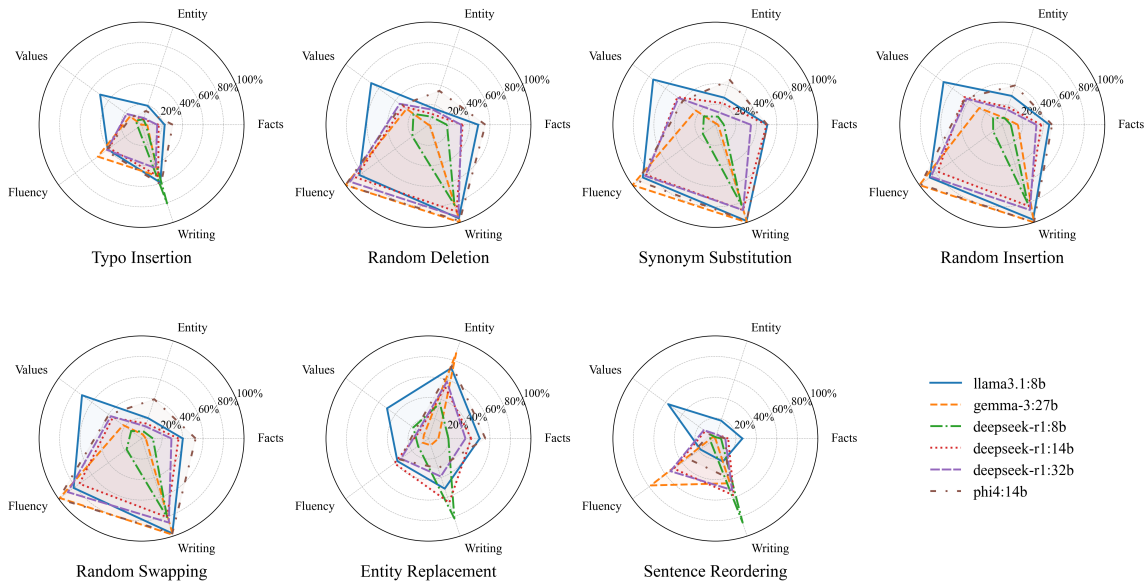 Entity
Values
100%
80%
60%
40%
20%
Facts
Fluency
Writing
Typo Insertion
Entity
Values
100%
80%
60%
40%
20%
Facts
Fluency
Writing
Random Deletion
Entity
Values
100%
80%
60%
40%
20%
Facts
Fluency
Writing
Synonym Substitution
Entity
Values
100%
80%
60%
40%
20%
Facts
Fluency
Writing
Random Insertion
Entity
Values
100%
80%
60%
40%
20%
Facts
Fluency
Writing
Random Swapping
Entity
Values
100%
80%
60%
40%
20%
Facts
Fluency
Writing
Entity Replacement
Entity
Values
100%
80%
60%
40%
20%
Facts
Fluency
Writing
Sentence Reordering
llama3.1:8b
gemma-3:27b
deepseek-r1:8b
deepseek-r1:14b
deepseek-r1:32b
phi4:14b